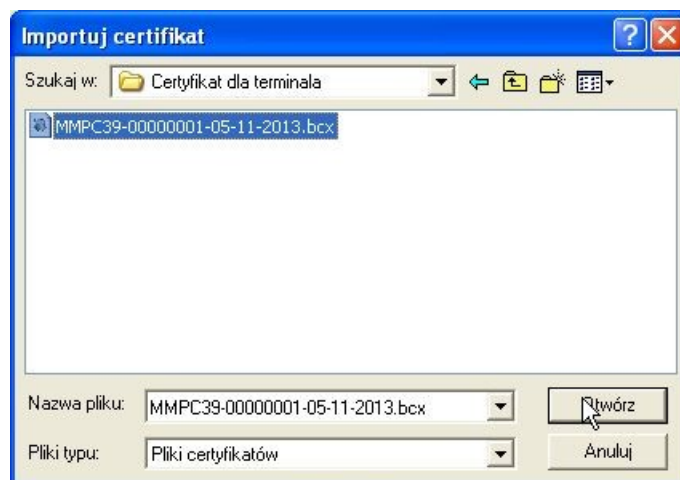 Importuj certifikat
Szukaj w: Certyfikat dla terminala
MMPC39-00000001-05-11-2013.bcx
Nazwa pliku: MMPC39-00000001-05-11-2013.bcx Otwórz
Pliki typu: Pliki certyfikatów Anuluj